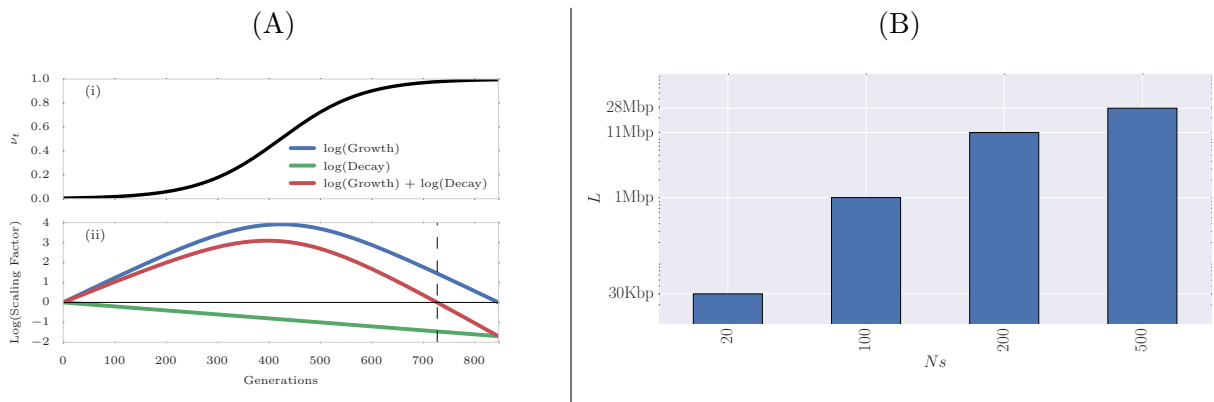 (A)
(i)
1.0
0.8
0.6
0.4
0.2
0.0
ν_t
log(Growth)
log(Decay)
log(Growth) + log(Decay)
(ii)
4
3
2
1
0
−1
−2
Log(Scaling Factor)
0 100 200 300 400 500 600 700 800
Generations
(B)
28Mbp
11Mbp
1Mbp
30Kbp
L
20 100 200 500
Ns